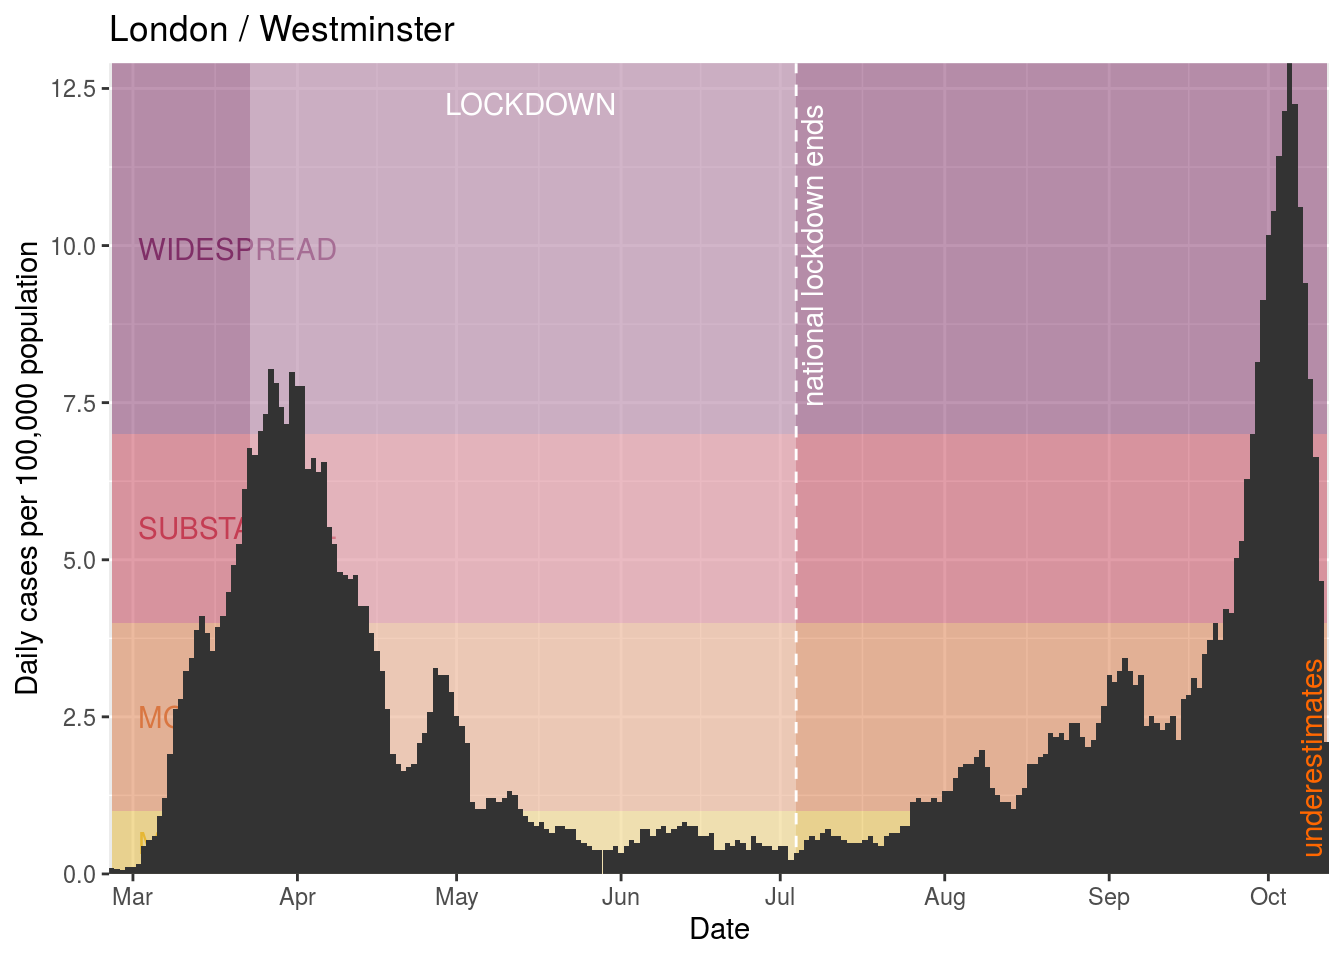 London / Westminster
12.5
10.0
7.5
5.0
2.5
0.0
Daily cases per 100,000 population
LOCKDOWN
national lockdown ends
WIDESPREAD
underestimates
Mar
Apr
May
Jun
Jul
Aug
Sep
Oct
Date